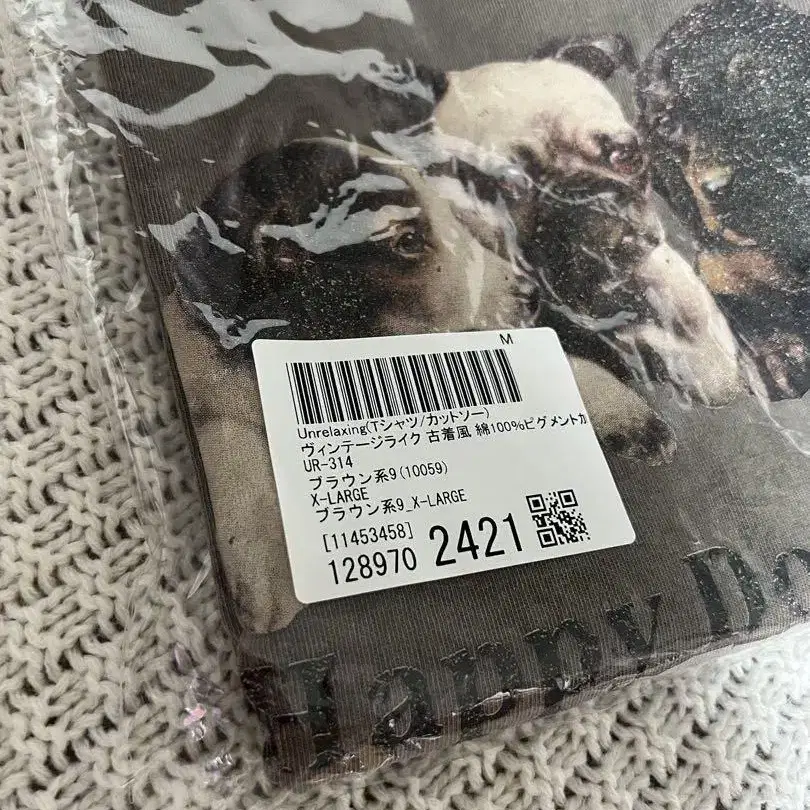 M
Unrelaxing(Tシャツ/カットソー)
ヴィンテージライク 古着風 綿100%ピグメントカ
UR-314
ブラウン系9(10059)
X-LARGE
ブラウン系9_X-LARGE
[11453458]
128970 2421
Happy Do